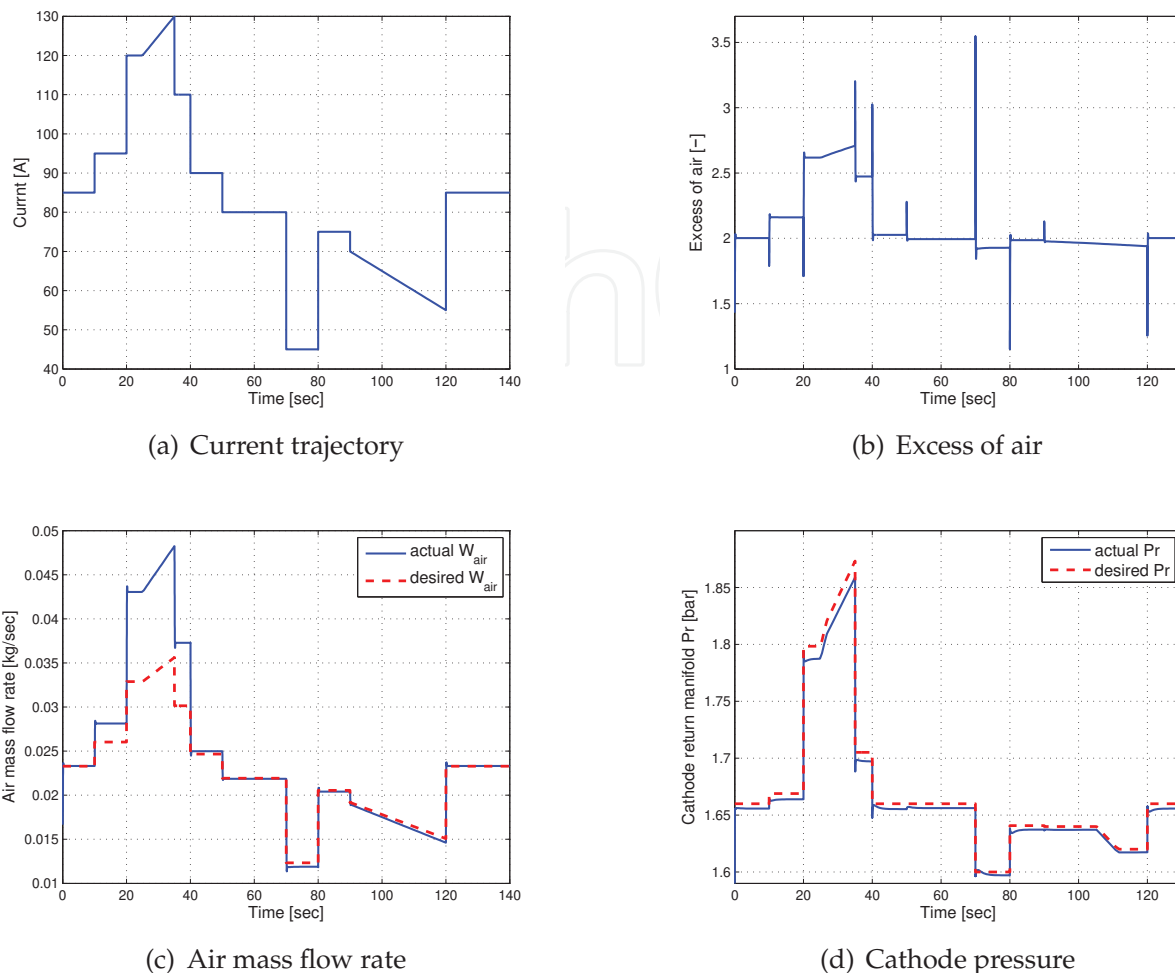 130
120
110
100
90
80
70
60
50
40
Currnt [A]
0 20 40 60 80 100 120 140
Time [sec]
(a) Current trajectory
3.5
3
2.5
2
1.5
1
Excess of air [−]
0 20 40 60 80 100 120
Time [sec]
(b) Excess of air
0.05
0.045
0.04
0.035
0.03
0.025
0.02
0.015
0.01
Air mass flow rate [kg/sec]
actual W_air
desired W_air
0 20 40 60 80 100 120 140
Time [sec]
(c) Air mass flow rate
1.85
1.8
1.75
1.7
1.65
1.6
Cathode return manifold Pr [bar]
actual Pr
desired Pr
0 20 40 60 80 100 120
Time [sec]
(d) Cathode pressure